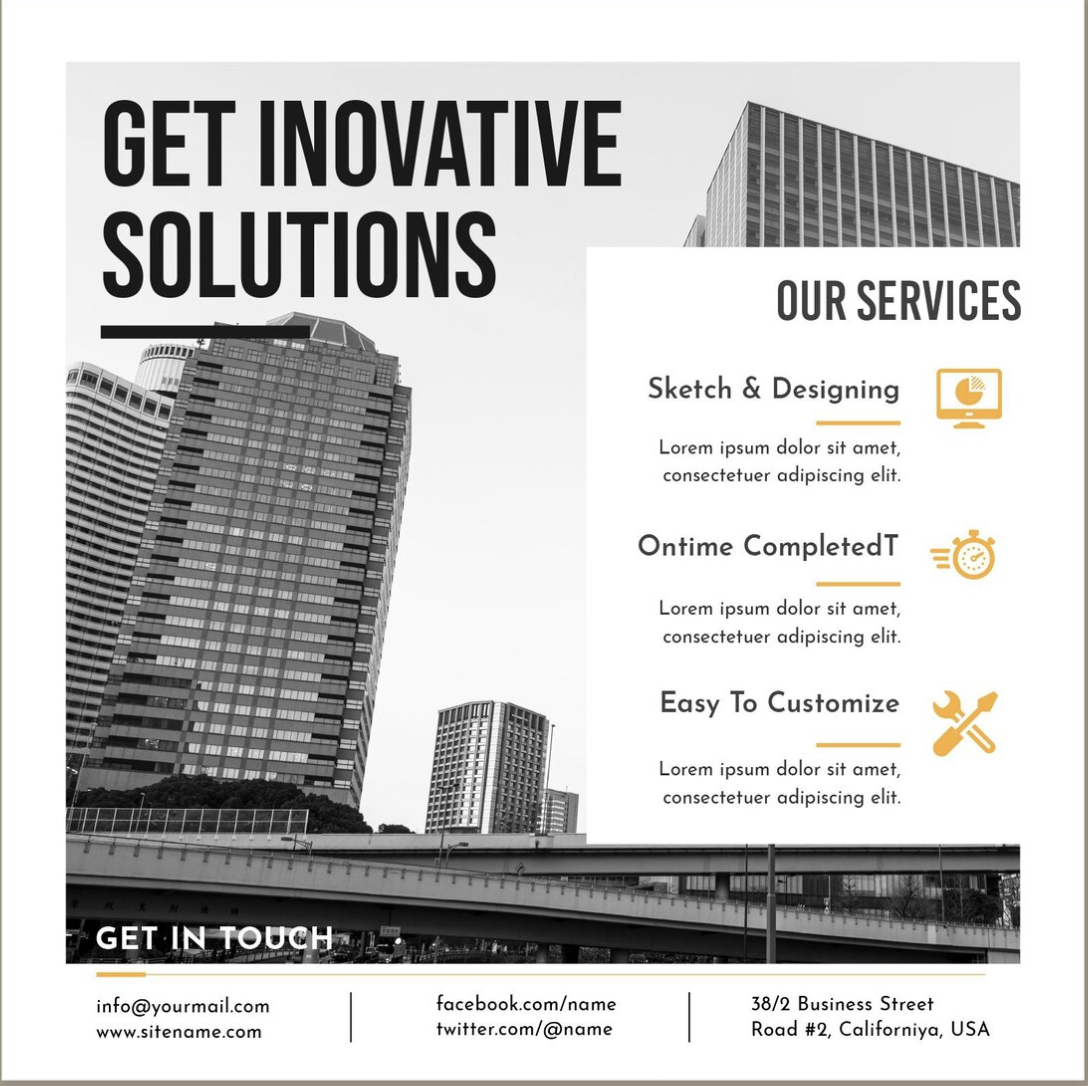 GET INOVATIVE
SOLUTIONS
OUR SERVICES
Sketch & Designing
Lorem ipsum dolor sit amet,
consectetuer adipiscing elit.
Ontime CompletedT
Lorem ipsum dolor sit amet,
consectetuer adipiscing elit.
Easy To Customize
Lorem ipsum dolor sit amet,
consectetuer adipiscing elit.
GET IN TOUCH
info@yourmail.com
www.sitename.com
facebook.com/name
twitter.com/@name
38/2 Business Street
Road #2, Californiya, USA